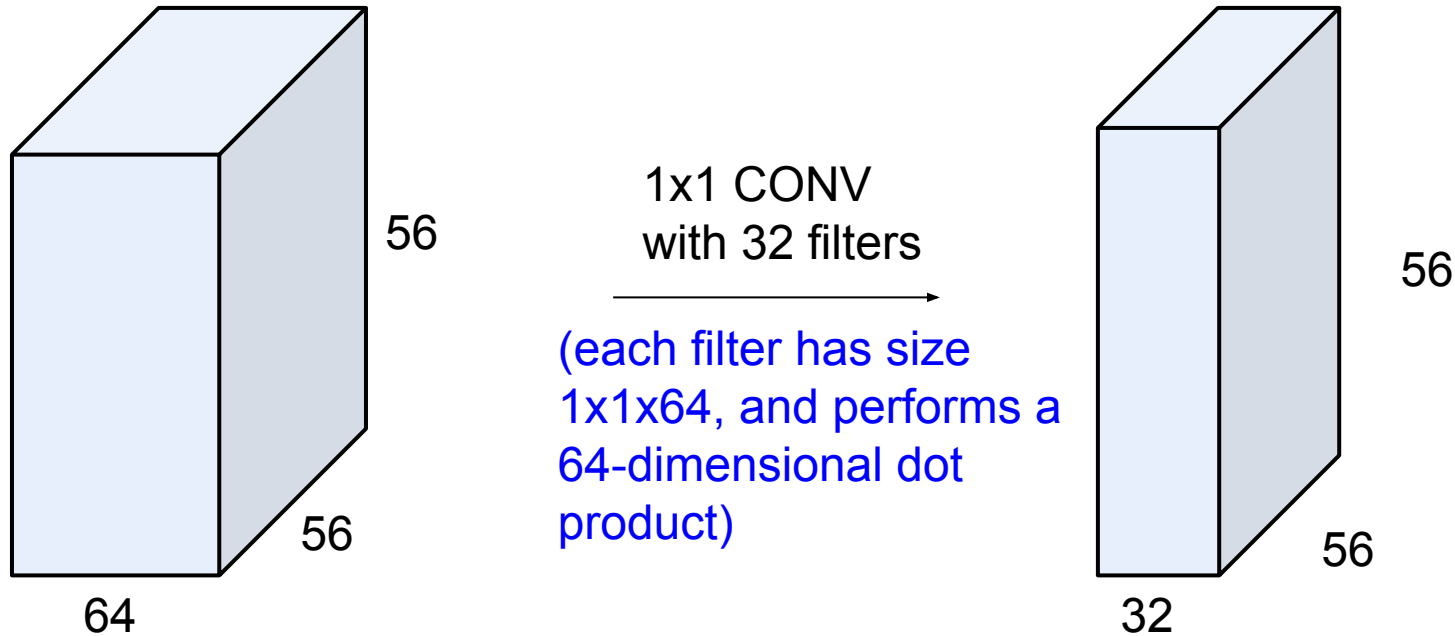 56
56
64
1x1 CONV
with 32 filters
(each filter has size
1x1x64, and performs a
64-dimensional dot
product)
56
56
32